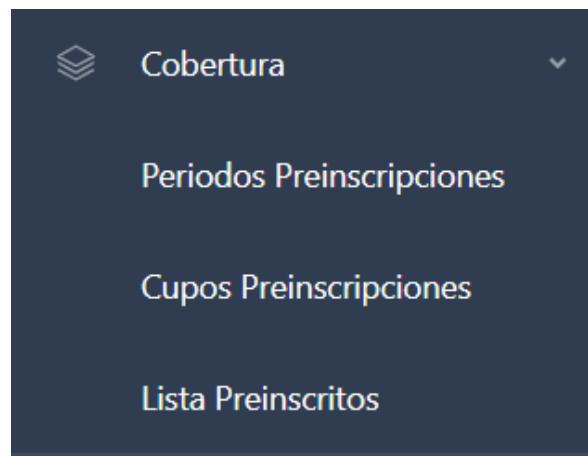 Cobertura
Periodos Preinscripciones
Cupos Preinscripciones
Lista Preinscritos